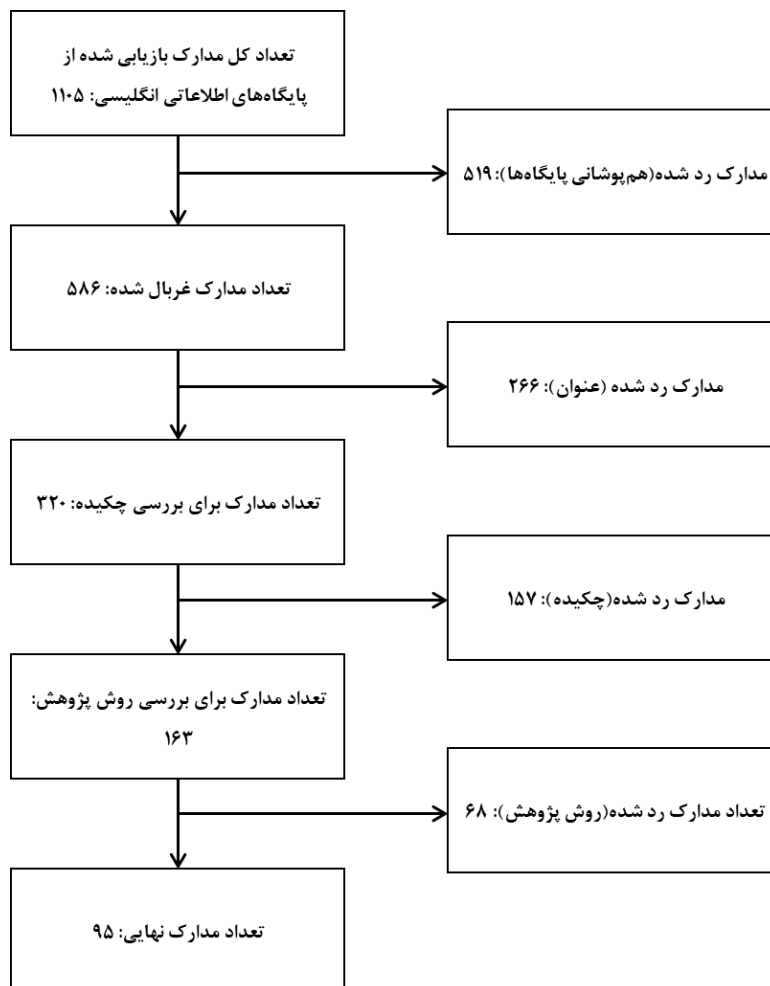 تعداد کل مدارک بازیابی شده از
پایگاه‌های اطلاعاتی انگلیسی: ۱۱۰۵
مدارک رد شده(هم‌پوشانی پایگاه‌ها): ۵۱۹
تعداد مدارک غربال شده: ۵۸۶
مدارک رد شده (عنوان): ۲۶۶
تعداد مدارک برای بررسی چکیده: ۳۲۰
مدارک رد شده(چکیده): ۱۵۷
تعداد مدارک برای بررسی روش پژوهش:
۱۶۳
تعداد مدارک رد شده(روش پژوهش): ۶۸
تعداد مدارک نهایی: ۹۵